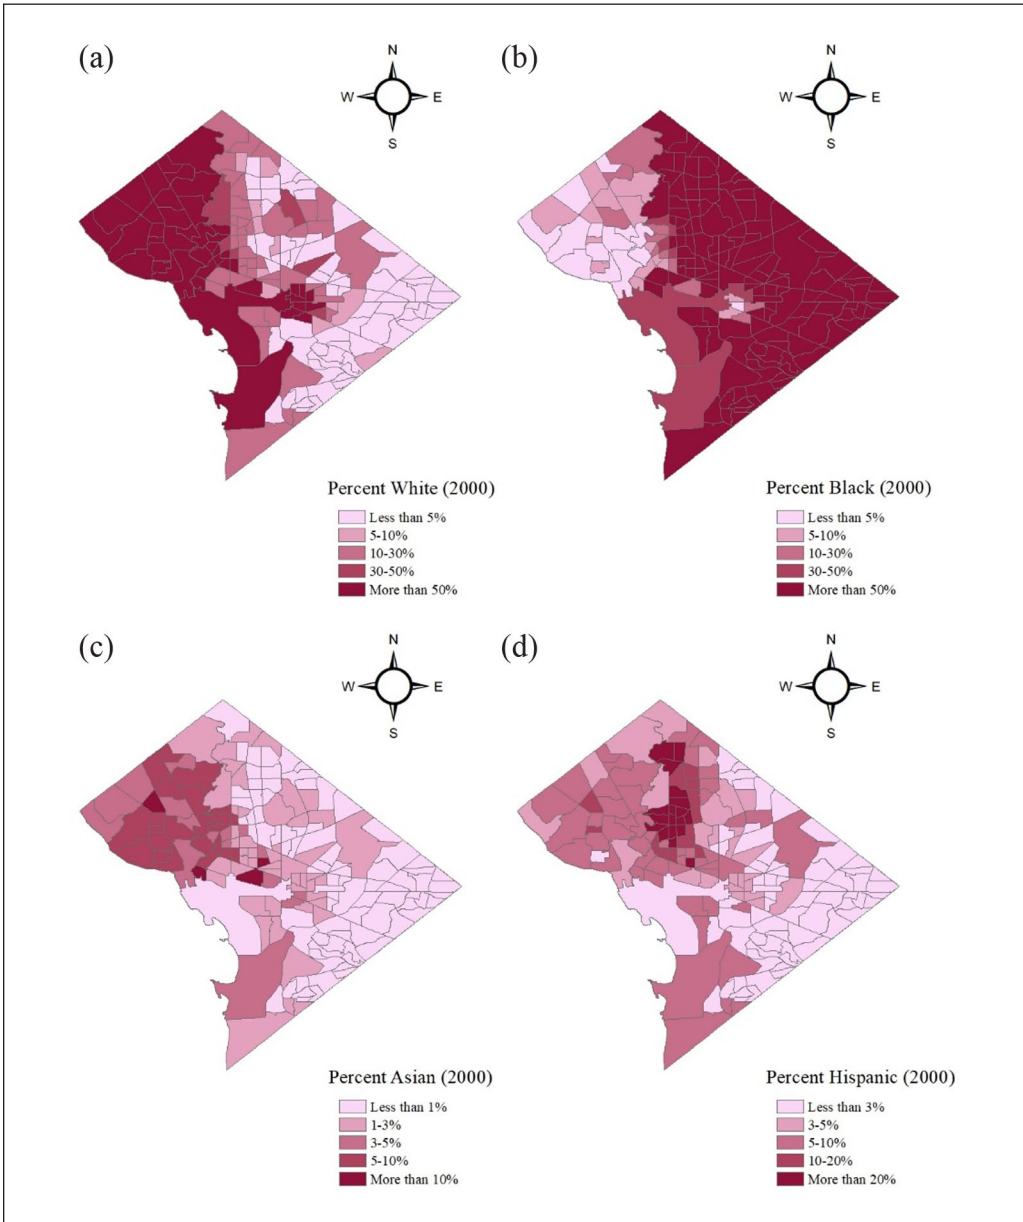 (a)
N
W E
S
(b)
N
W E
S
Percent White (2000)
Less than 5%
5-10%
10-30%
30-50%
More than 50%
Percent Black (2000)
Less than 5%
5-10%
10-30%
30-50%
More than 50%
(c)
N
W E
S
(d)
N
W E
S
Percent Asian (2000)
Less than 1%
1-3%
3-5%
5-10%
More than 10%
Percent Hispanic (2000)
Less than 3%
3-5%
5-10%
10-20%
More than 20%